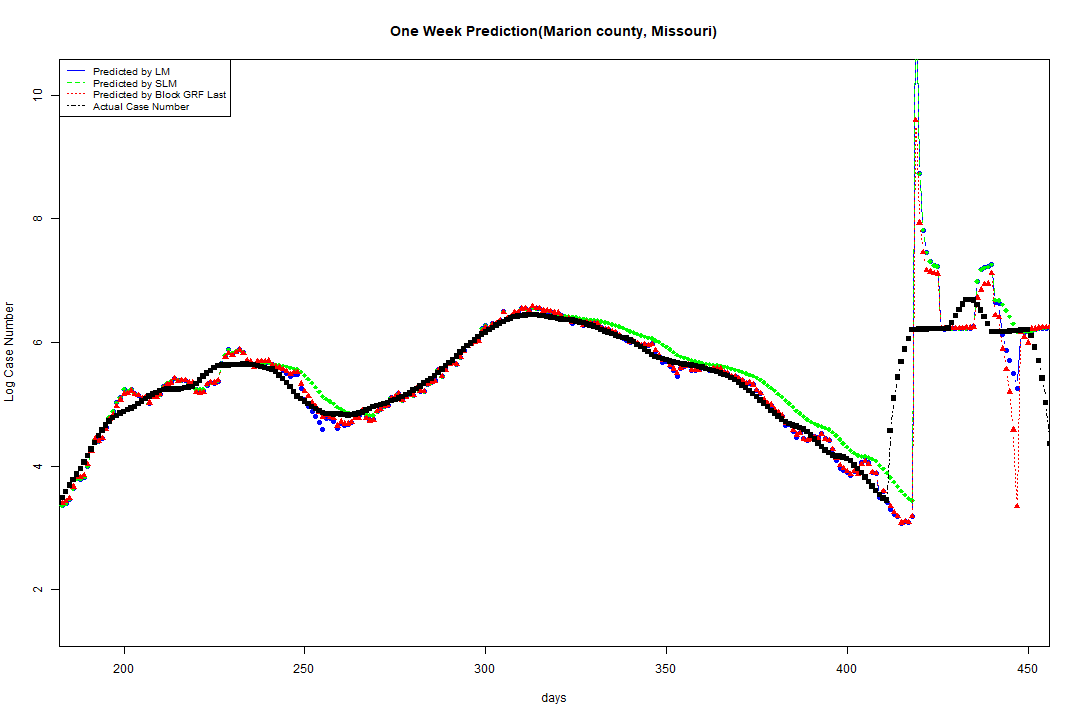 One Week Prediction(Marion county, Missouri)
Predicted by LM
Predicted by SLM
Predicted by Block GRF Last
Actual Case Number
10
8
6
4
2
Log Case Number
200 250 300 350 400 450
days